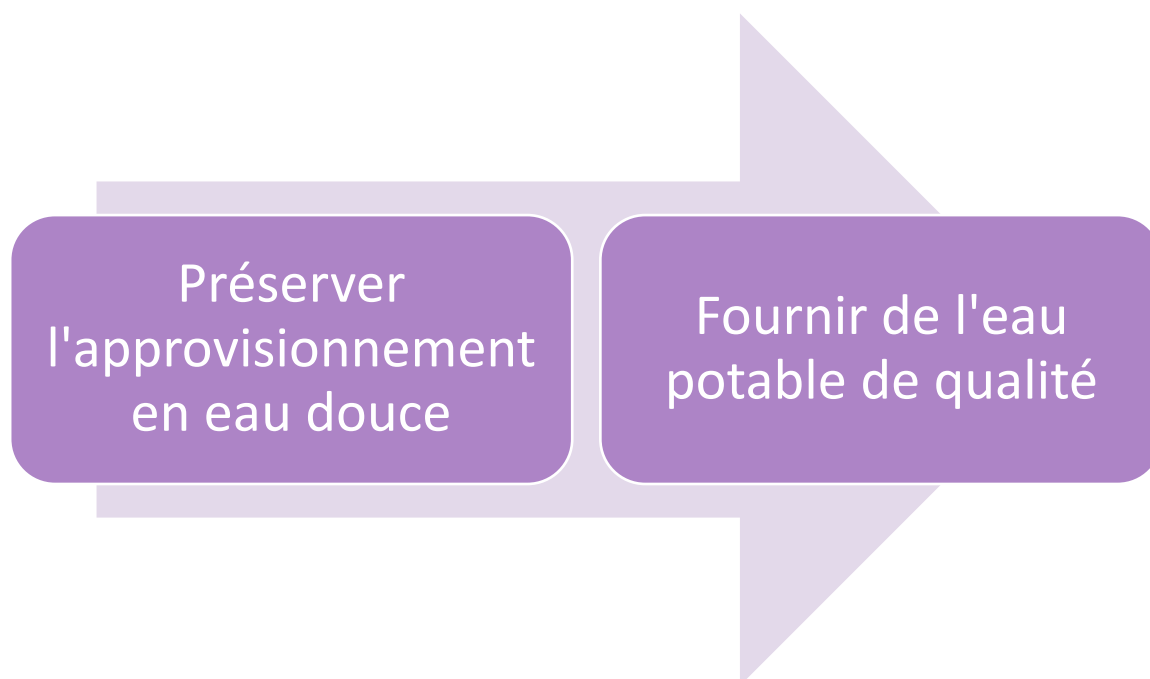 Préserver
l'approvisionnement
en eau douce
Fournir de l'eau
potable de qualité